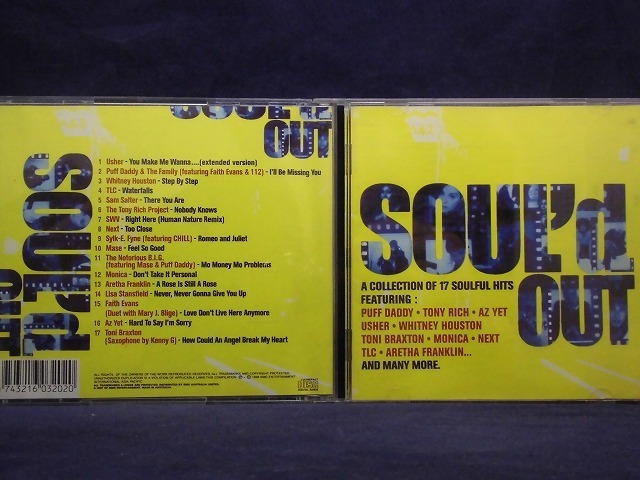 SOUL'd
OUT
SOUL'd
OUT
1 Usher - You Make Me Wanna....(extended version)
2 Puff Daddy & The Family (featuring Faith Evans & 112) - I'll Be Missing You
3 Whitney Houston - Step By Step
4 TLC - Waterfalls
5 Sam Salter - There You Are
6 The Tony Rich Project - Nobody Knows
7 SWV - Right Here (Human Nature Remix)
8 Next - Too Close
9 Sylk-E. Fyne (featuring CHILL) - Romeo and Juliet
10 Mase - Feel So Good
11 The Notorious B.I.G.
(featuring Mase & Puff Daddy) - Mo Money Mo Problems
12 Monica - Don't Take It Personal
13 Aretha Franklin - A Rose Is Still A Rose
14 Lisa Stansfield - Never, Never Gonna Give You Up
15 Faith Evans
(Duet with Mary J. Blige) - Love Don't Live Here Anymore
16 Az Yet - Hard To Say I'm Sorry
17 Toni Braxton
(Saxophone by Kenny G) - How Could An Angel Break My Heart
743216 032020
SOUL'd
OUT
A COLLECTION OF 17 SOULFUL HITS
FEATURING :
PUFF DADDY • TONY RICH • AZ YET
USHER • WHITNEY HOUSTON
TONI BRAXTON • MONICA • NEXT
TLC • ARETHA FRANKLIN...
AND MANY MORE.